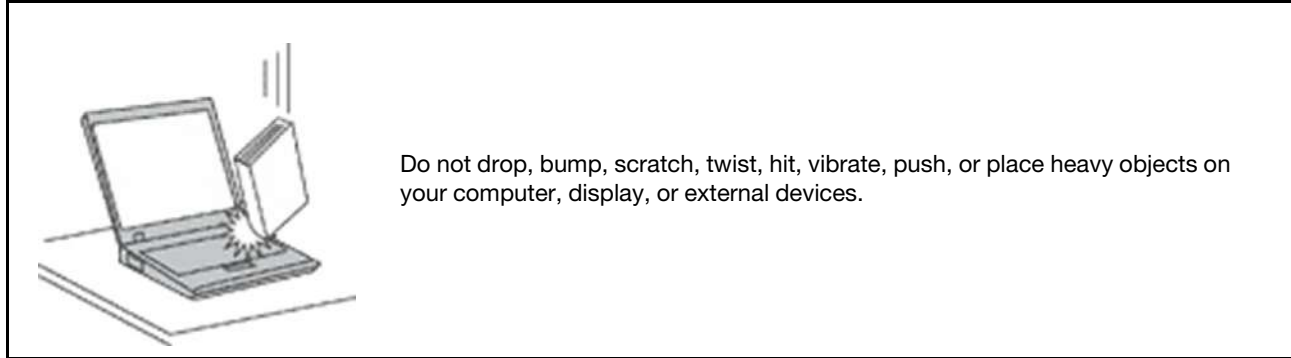 Do not drop, bump, scratch, twist, hit, vibrate, push, or place heavy objects on
your computer, display, or external devices.